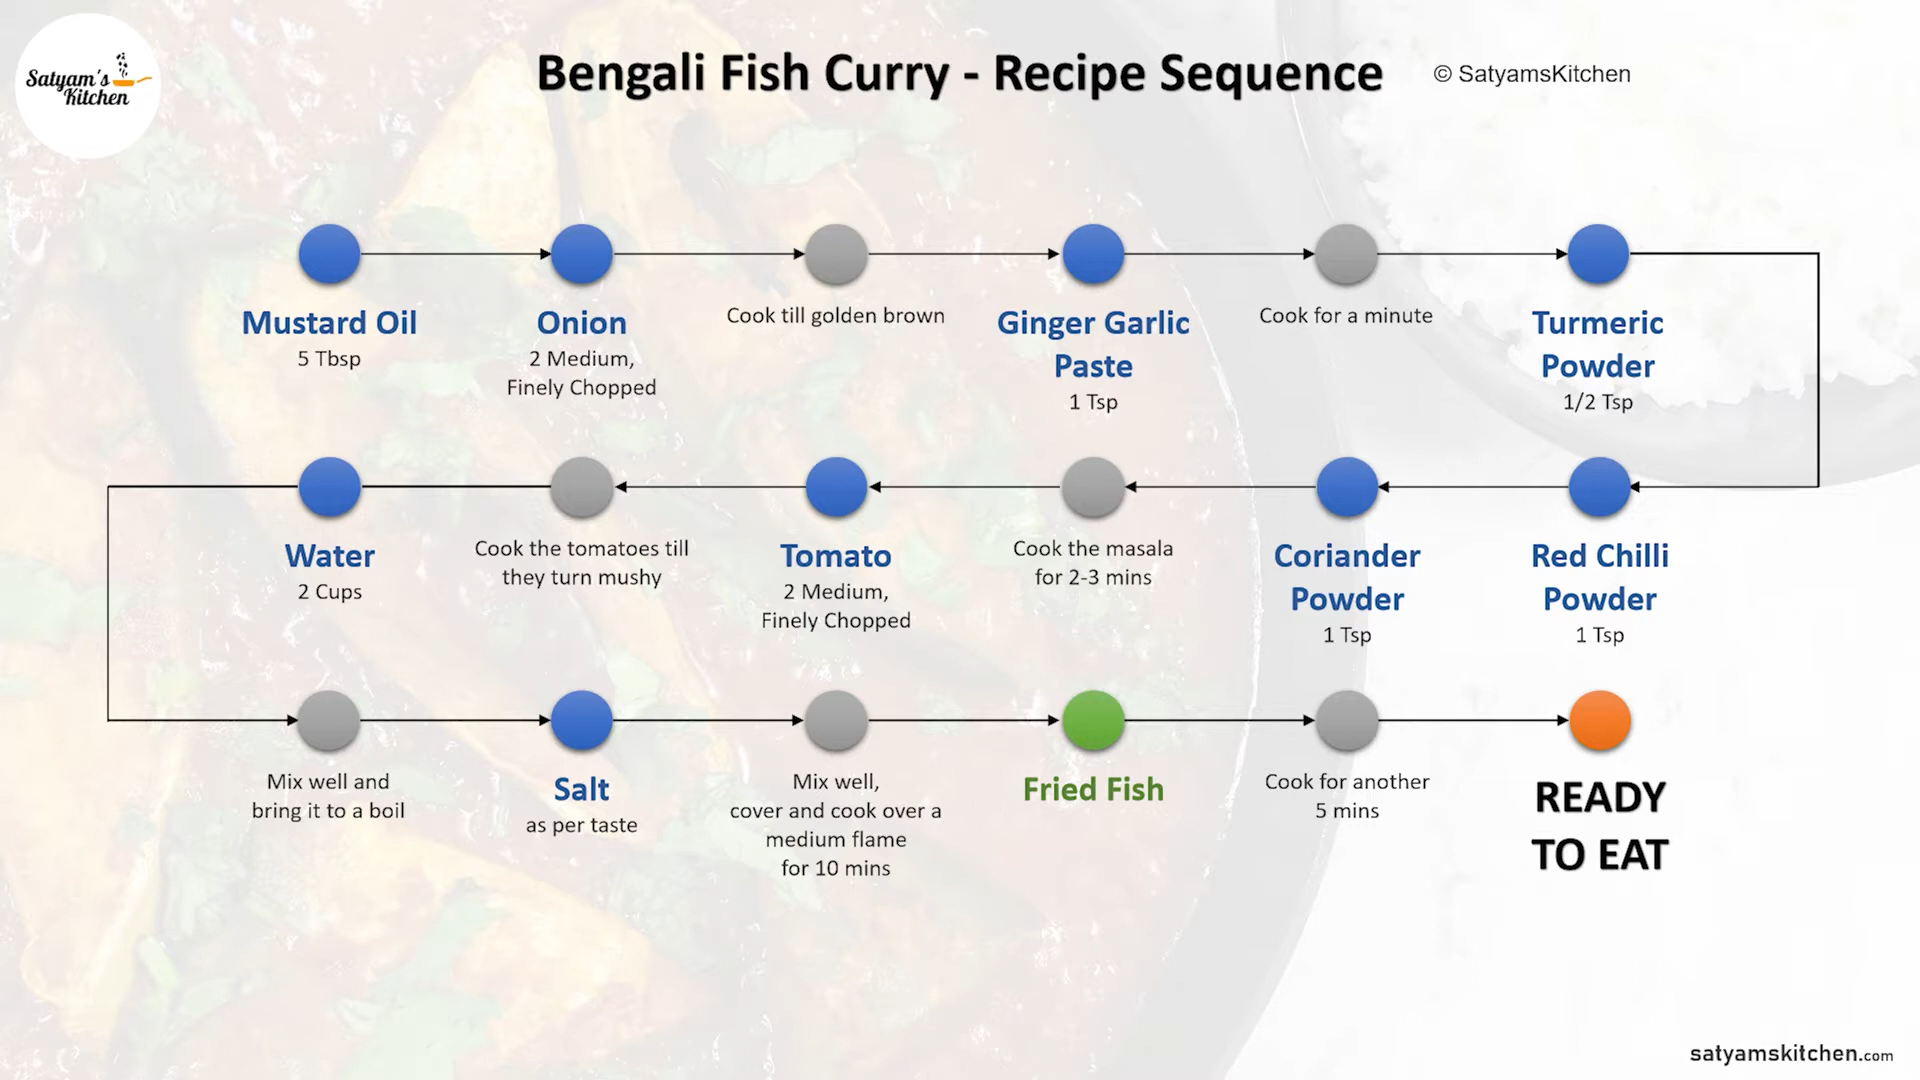 Satyam's
Kitchen
Bengali Fish Curry - Recipe Sequence
© SatyamsKitchen
Mustard Oil
5 Tbsp
Onion
2 Medium,
Finely Chopped
Cook till golden brown
Ginger Garlic
Paste
1 Tsp
Cook for a minute
Turmeric
Powder
1/2 Tsp
Red Chilli
Powder
1 Tsp
Coriander
Powder
1 Tsp
Cook the masala
for 2-3 mins
Tomato
2 Medium,
Finely Chopped
Cook the tomatoes till
they turn mushy
Water
2 Cups
Mix well and
bring it to a boil
Salt
as per taste
Mix well,
cover and cook over a
medium flame
for 10 mins
Fried Fish
Cook for another
5 mins
READY
TO EAT
satyamskitchen.com